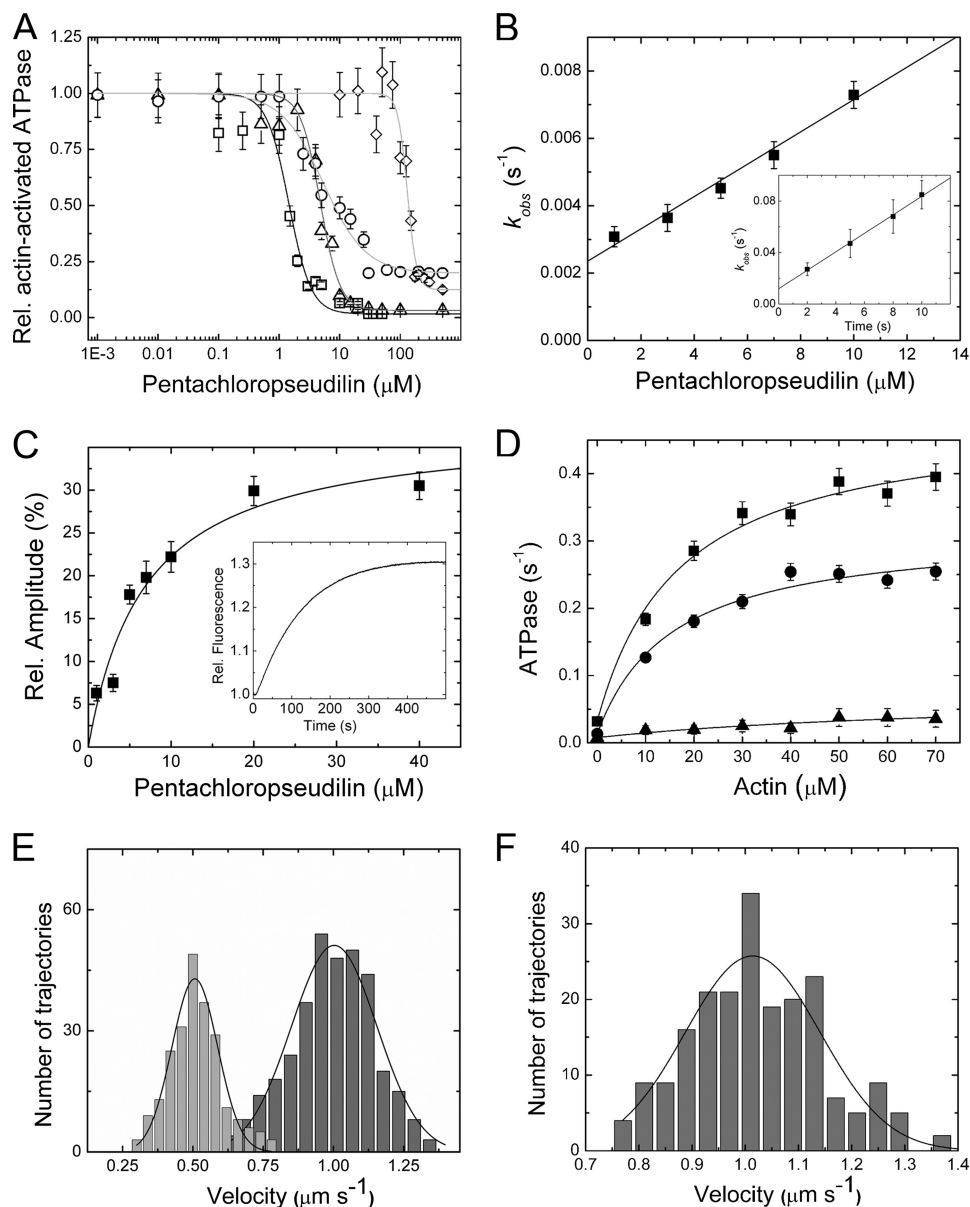 A
Rel. actin-activated ATPase
1.25
1.00
0.75
0.50
0.25
0.00
1E-3 0.01 0.1 1 10 100
Pentachloropseudilin (μM)
B
k_obs (s⁻¹)
0.008
0.006
0.004
0.002
0.000
0 2 4 6 8 10 12 14
Pentachloropseudilin (μM)
k_obs (s⁻¹)
0.08
0.04
0.00
0 2 4 6 8 10
Time (s)
C
Rel. Amplitude (%)
30
25
20
15
10
5
0
0 10 20 30 40
Pentachloropseudilin (μM)
Rel. Fluorescence
1.3
1.2
1.1
1.0
0 100 200 300 400
Time (s)
D
ATPase (s⁻¹)
0.4
0.3
0.2
0.1
0.0
0 10 20 30 40 50 60 70
Actin (μM)
E
Number of trajectories
60
30
0
0.25 0.50 0.75 1.00 1.25
Velocity (μm s⁻¹)
F
Number of trajectories
40
30
20
10
0
0.7 0.8 0.9 1.0 1.1 1.2 1.3 1.4
Velocity (μm s⁻¹)